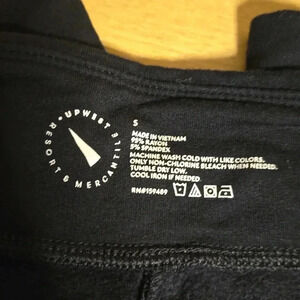 UPWEST
RESORT & MERCANTILE
S
MADE IN VIETNAM
95% RAYON
5% SPANDEX
MACHINE WASH COLD WITH LIKE COLORS.
ONLY NON-CHLORINE BLEACH WHEN NEEDED.
TUMBLE DRY LOW.
COOL IRON IF NEEDED.
RN#159489